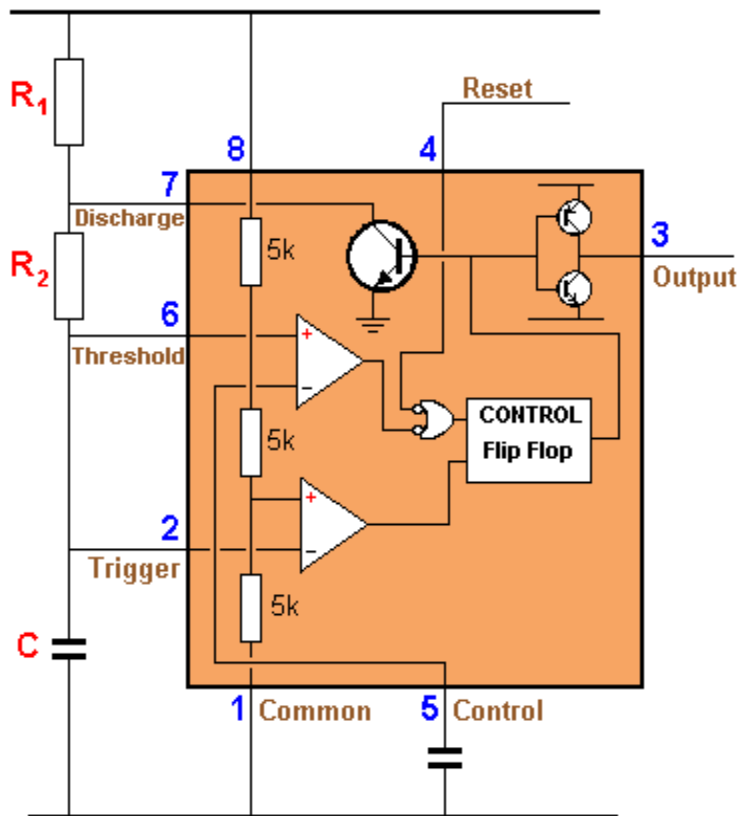 R1
Reset
8
4
7
Discharge
5k
3
Output
R2
6
Threshold
+
−
CONTROL
Flip Flop
5k
+
−
2
Trigger
5k
C
1 Common
5 Control